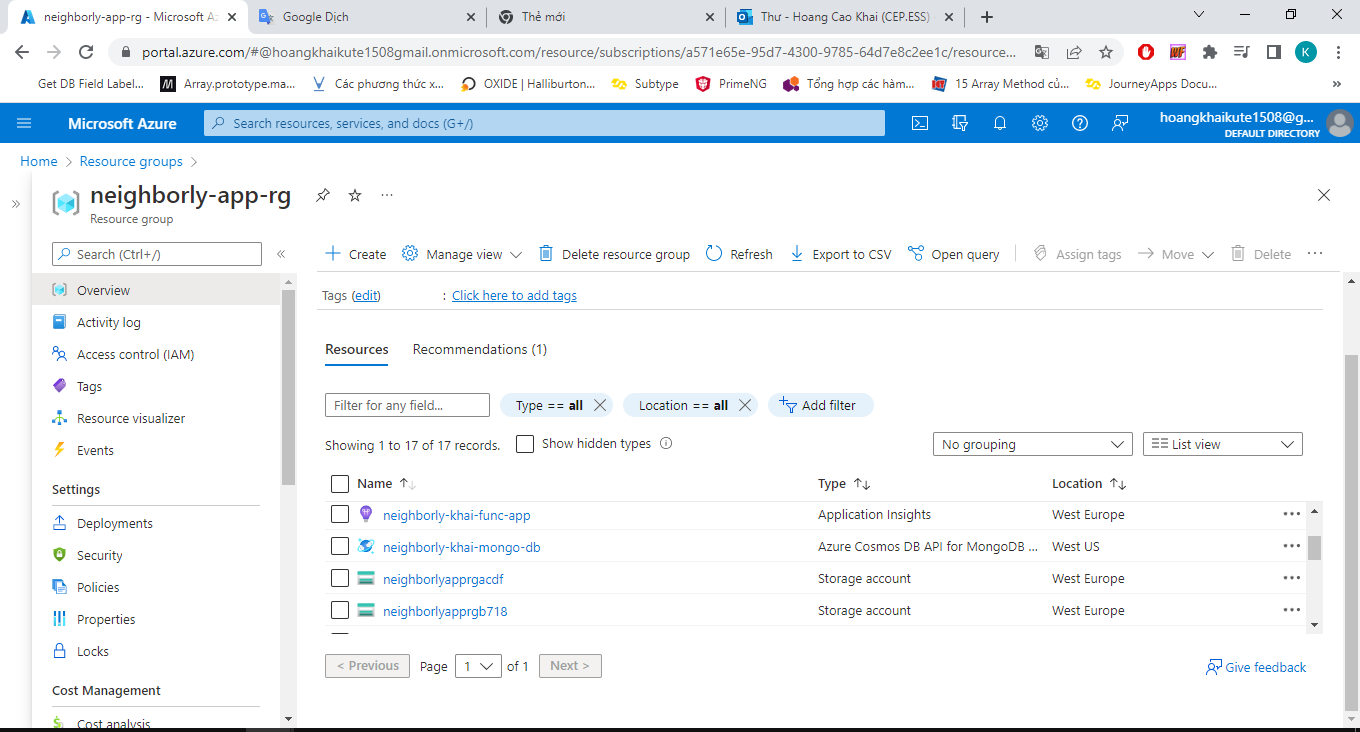 neighborly-app-rg - Microsoft Az
Google Dịch
Thẻ mới
Thư - Hoang Cao Khai (CEP.ESS)
portal.azure.com/#@hoangkhaikute1508gmail.onmicrosoft.com/resource/subscriptions/a571e65e-95d7-4300-9785-64d7e8c2ee1c/resource...
K
Get DB Field Label...
Array.prototype.ma...
Các phương thức x...
OXIDE | Halliburton...
Subtype
PrimeNG
Tổng hợp các hàm...
15 Array Method củ...
JourneyApps Docu...
»
Microsoft Azure
Search resources, services, and docs (G+/)
hoangkhaikute1508@g...
DEFAULT DIRECTORY
Home > Resource groups >
neighborly-app-rg
Resource group
Search (Ctrl+/)
Overview
Activity log
Access control (IAM)
Tags
Resource visualizer
Events
Settings
Deployments
Security
Policies
Properties
Locks
Cost Management
Cost analysis
Create
Manage view
Delete resource group
Refresh
Export to CSV
Open query
Assign tags
Move
Delete
Tags (edit) : Click here to add tags
Resources
Recommendations (1)
Filter for any field...
Type == all
Location == all
Add filter
Showing 1 to 17 of 17 records.
Show hidden types
No grouping
List view
Name Type Location
neighborly-khai-func-app Application Insights West Europe
neighborly-khai-mongo-db Azure Cosmos DB API for MongoDB ... West US
neighborlyapprgacdf Storage account West Europe
neighborlyapprgb718 Storage account West Europe
< Previous Page 1 of 1 Next >
Give feedback